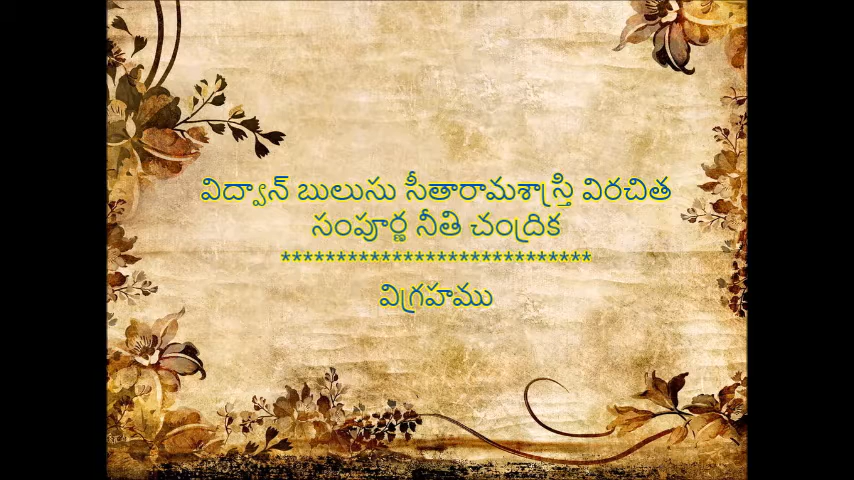 విద్వాన్ బులుసు సీతారామశాస్త్రి విరచిత
సంపూర్ణ నీతి చంద్రిక
****************************
విగ్రహము